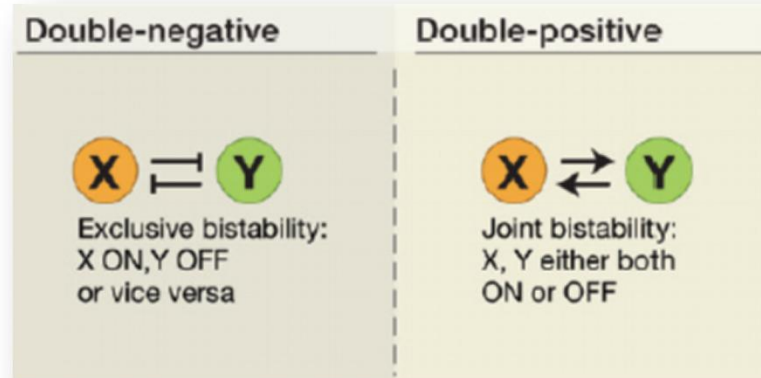 Double-negative
X Y
Exclusive bistability:
X ON,Y OFF
or vice versa
Double-positive
X Y
Joint bistability:
X, Y either both
ON or OFF